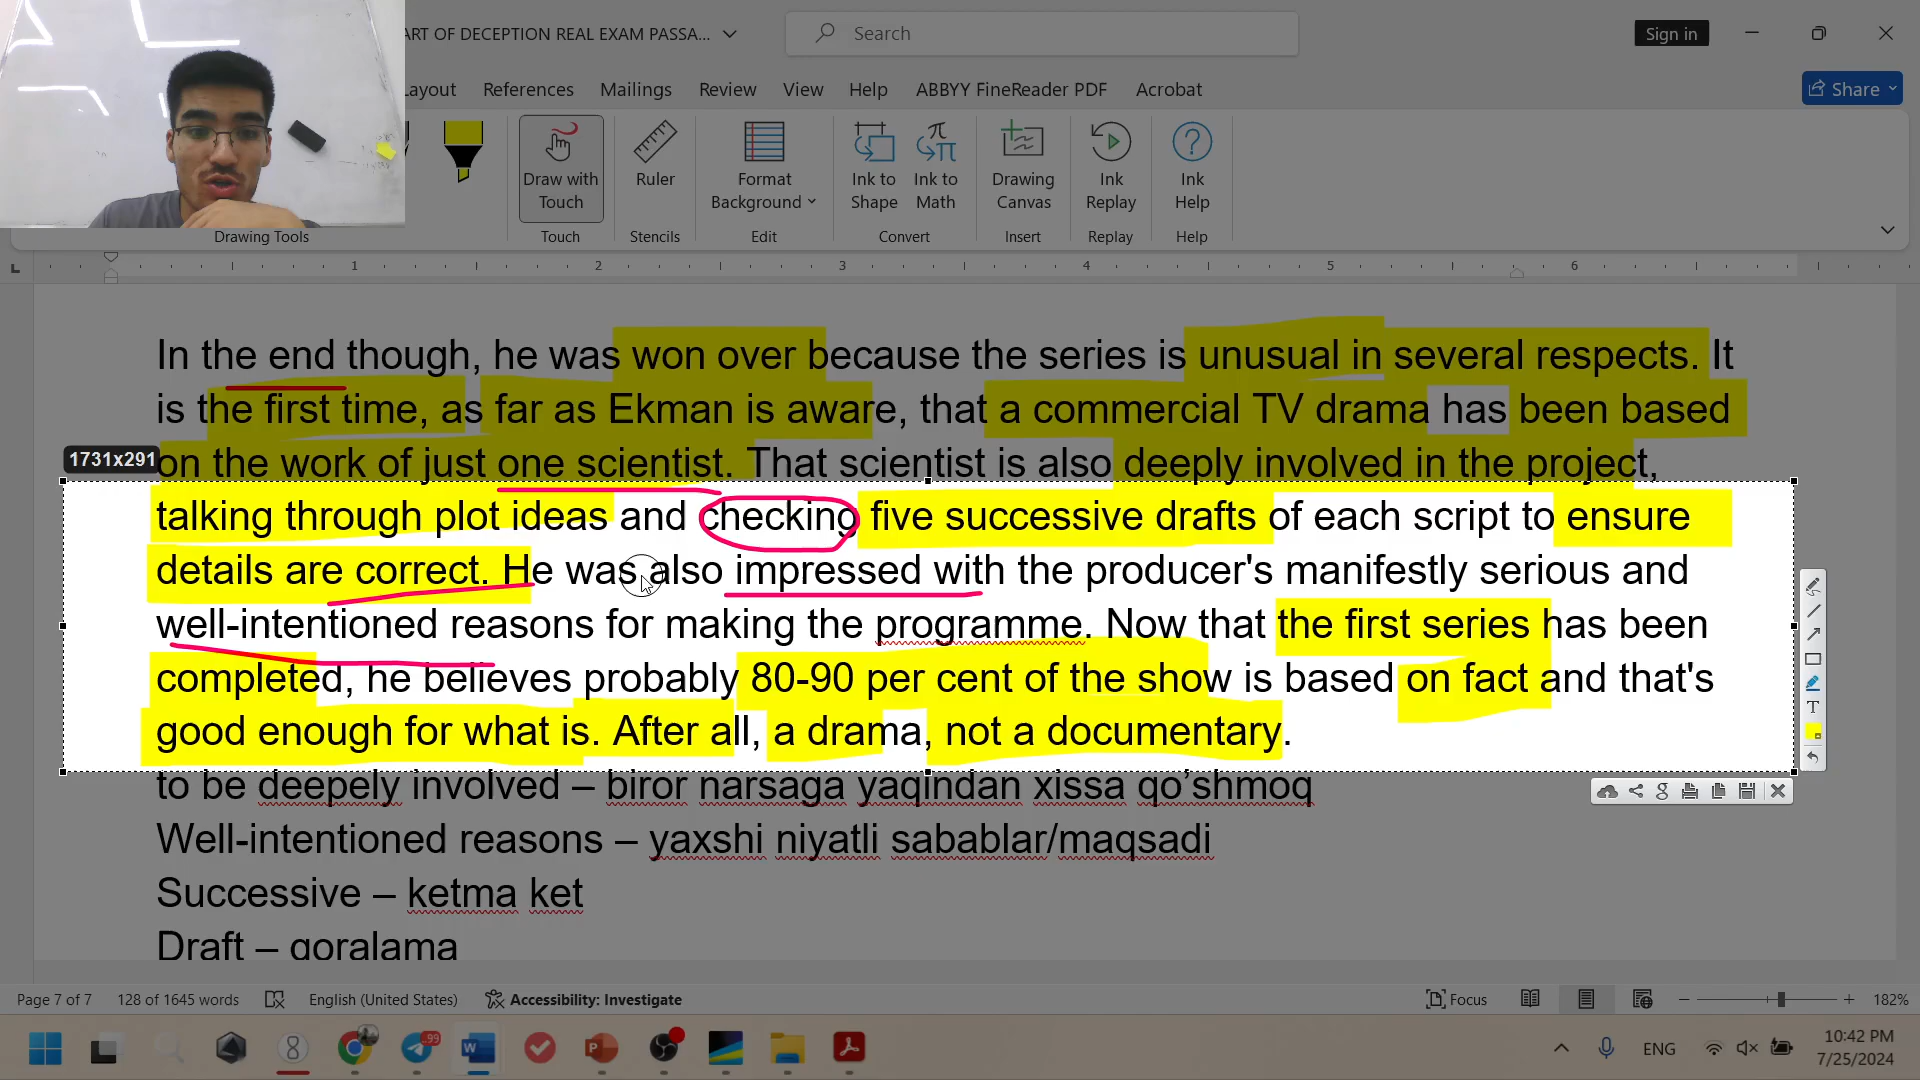 ART OF DECEPTION REAL EXAM PASSA...
Search
Sign in
Layout References Mailings Review View Help ABBYY FineReader PDF Acrobat
Share
Draw with Touch
Ruler
Format Background
Ink to Shape
Ink to Math
Drawing Canvas
Ink Replay
Ink Help
Drawing Tools Touch Stencils Edit Convert Insert Replay Help
1 2 3 4 5 6
In the end though, he was won over because the series is unusual in several respects. It
is the first time, as far as Ekman is aware, that a commercial TV drama has been based
1731x291
on the work of just one scientist. That scientist is also deeply involved in the project,
talking through plot ideas and checking five successive drafts of each script to ensure
details are correct. He was also impressed with the producer's manifestly serious and
well-intentioned reasons for making the programme. Now that the first series has been
completed, he believes probably 80-90 per cent of the show is based on fact and that's
good enough for what is. After all, a drama, not a documentary.
to be deepely involved – biror narsaga yaqindan xissa qo’shmoq
Well-intentioned reasons – yaxshi niyatli sabablar/maqsadi
Successive – ketma ket
Draft – qoralama
Page 7 of 7 128 of 1645 words English (United States) Accessibility: Investigate Focus 182%
.99
ENG
10:42 PM
7/25/2024